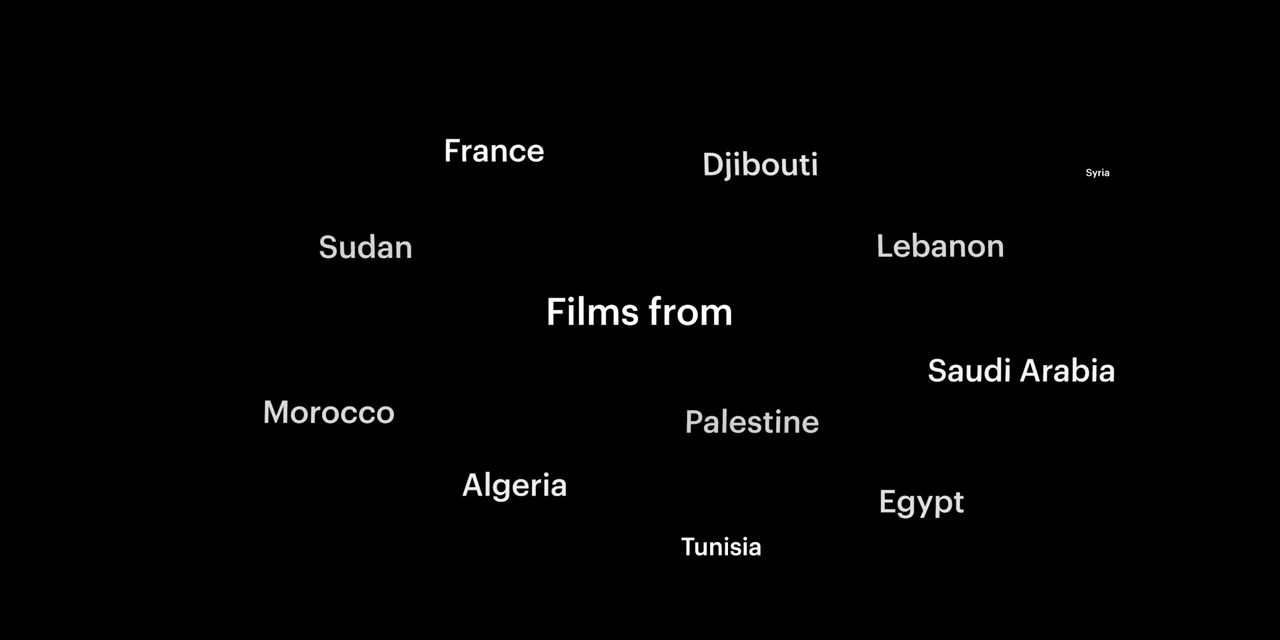 France
Djibouti
Syria
Sudan
Lebanon
Films from
Saudi Arabia
Morocco
Palestine
Algeria
Egypt
Tunisia